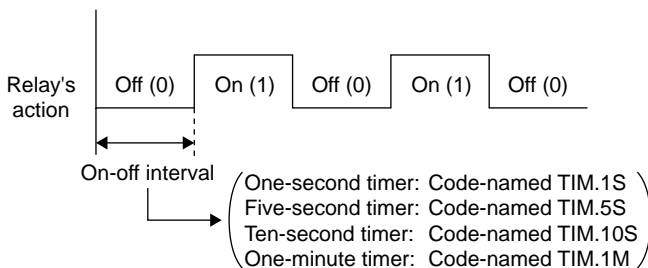 Relay's
action
Off (0) On (1) Off (0) On (1) Off (0)
On-off interval
One-second timer: Code-named TIM.1S
Five-second timer: Code-named TIM.5S
Ten-second timer: Code-named TIM.10S
One-minute timer: Code-named TIM.1M